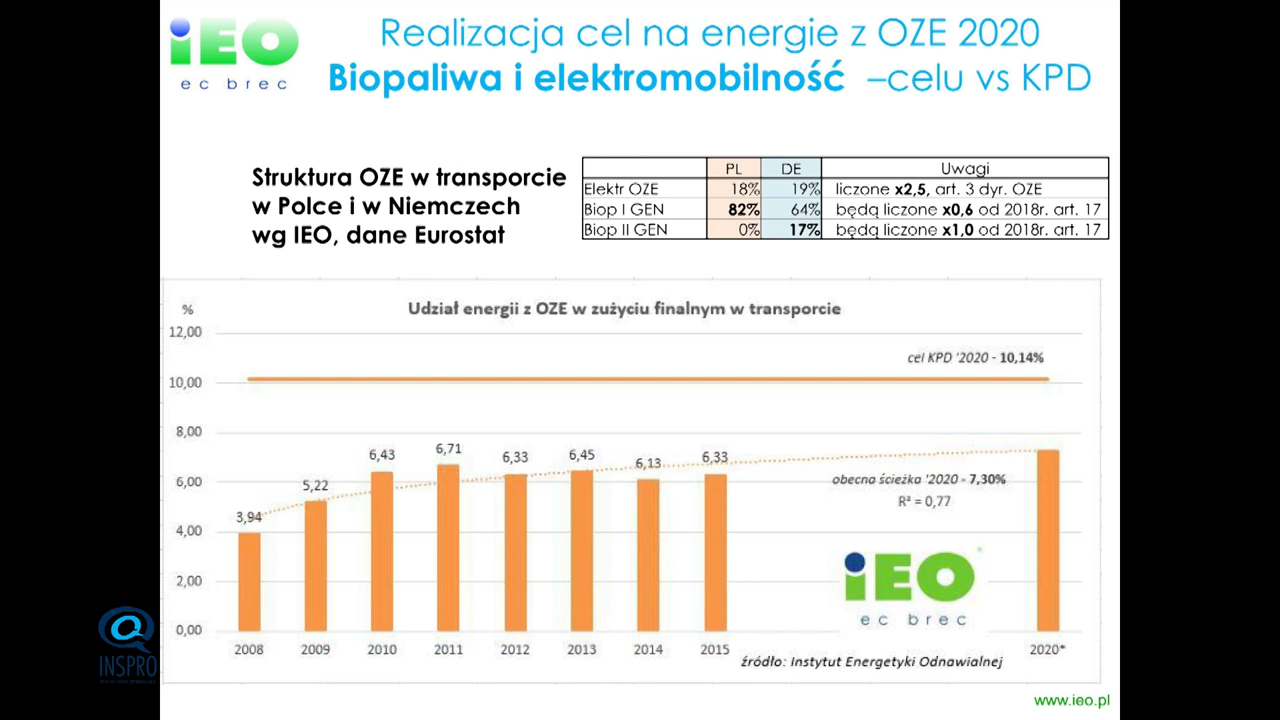 iEO
ec brec
Realizacja cel na energie z OZE 2020
Biopaliwa i elektromobilność –celu vs KPD
Struktura OZE w transporcie
w Polce i w Niemczech
wg IEO, dane Eurostat
PL DE Uwagi
Elektr OZE 18% 19% liczone x2,5, art. 3 dyr. OZE
Biop I GEN 82% 64% będą liczone x0,6 od 2018r. art. 17
Biop II GEN 0% 17% będą liczone x1,0 od 2018r. art. 17
Udział energii z OZE w zużyciu finalnym w transporcie
%
12,00
10,00
8,00
6,00
4,00
2,00
0,00
cel KPD '2020 - 10,14%
3,94
5,22
6,43
6,71
6,33
6,45
6,13
6,33
obecna ścieżka '2020 - 7,30%
R² = 0,77
iEO
ec brec
2008 2009 2010 2011 2012 2013 2014 2015 2020*
źródło: Instytut Energetyki Odnawialnej
www.ieo.pl
INSPRO